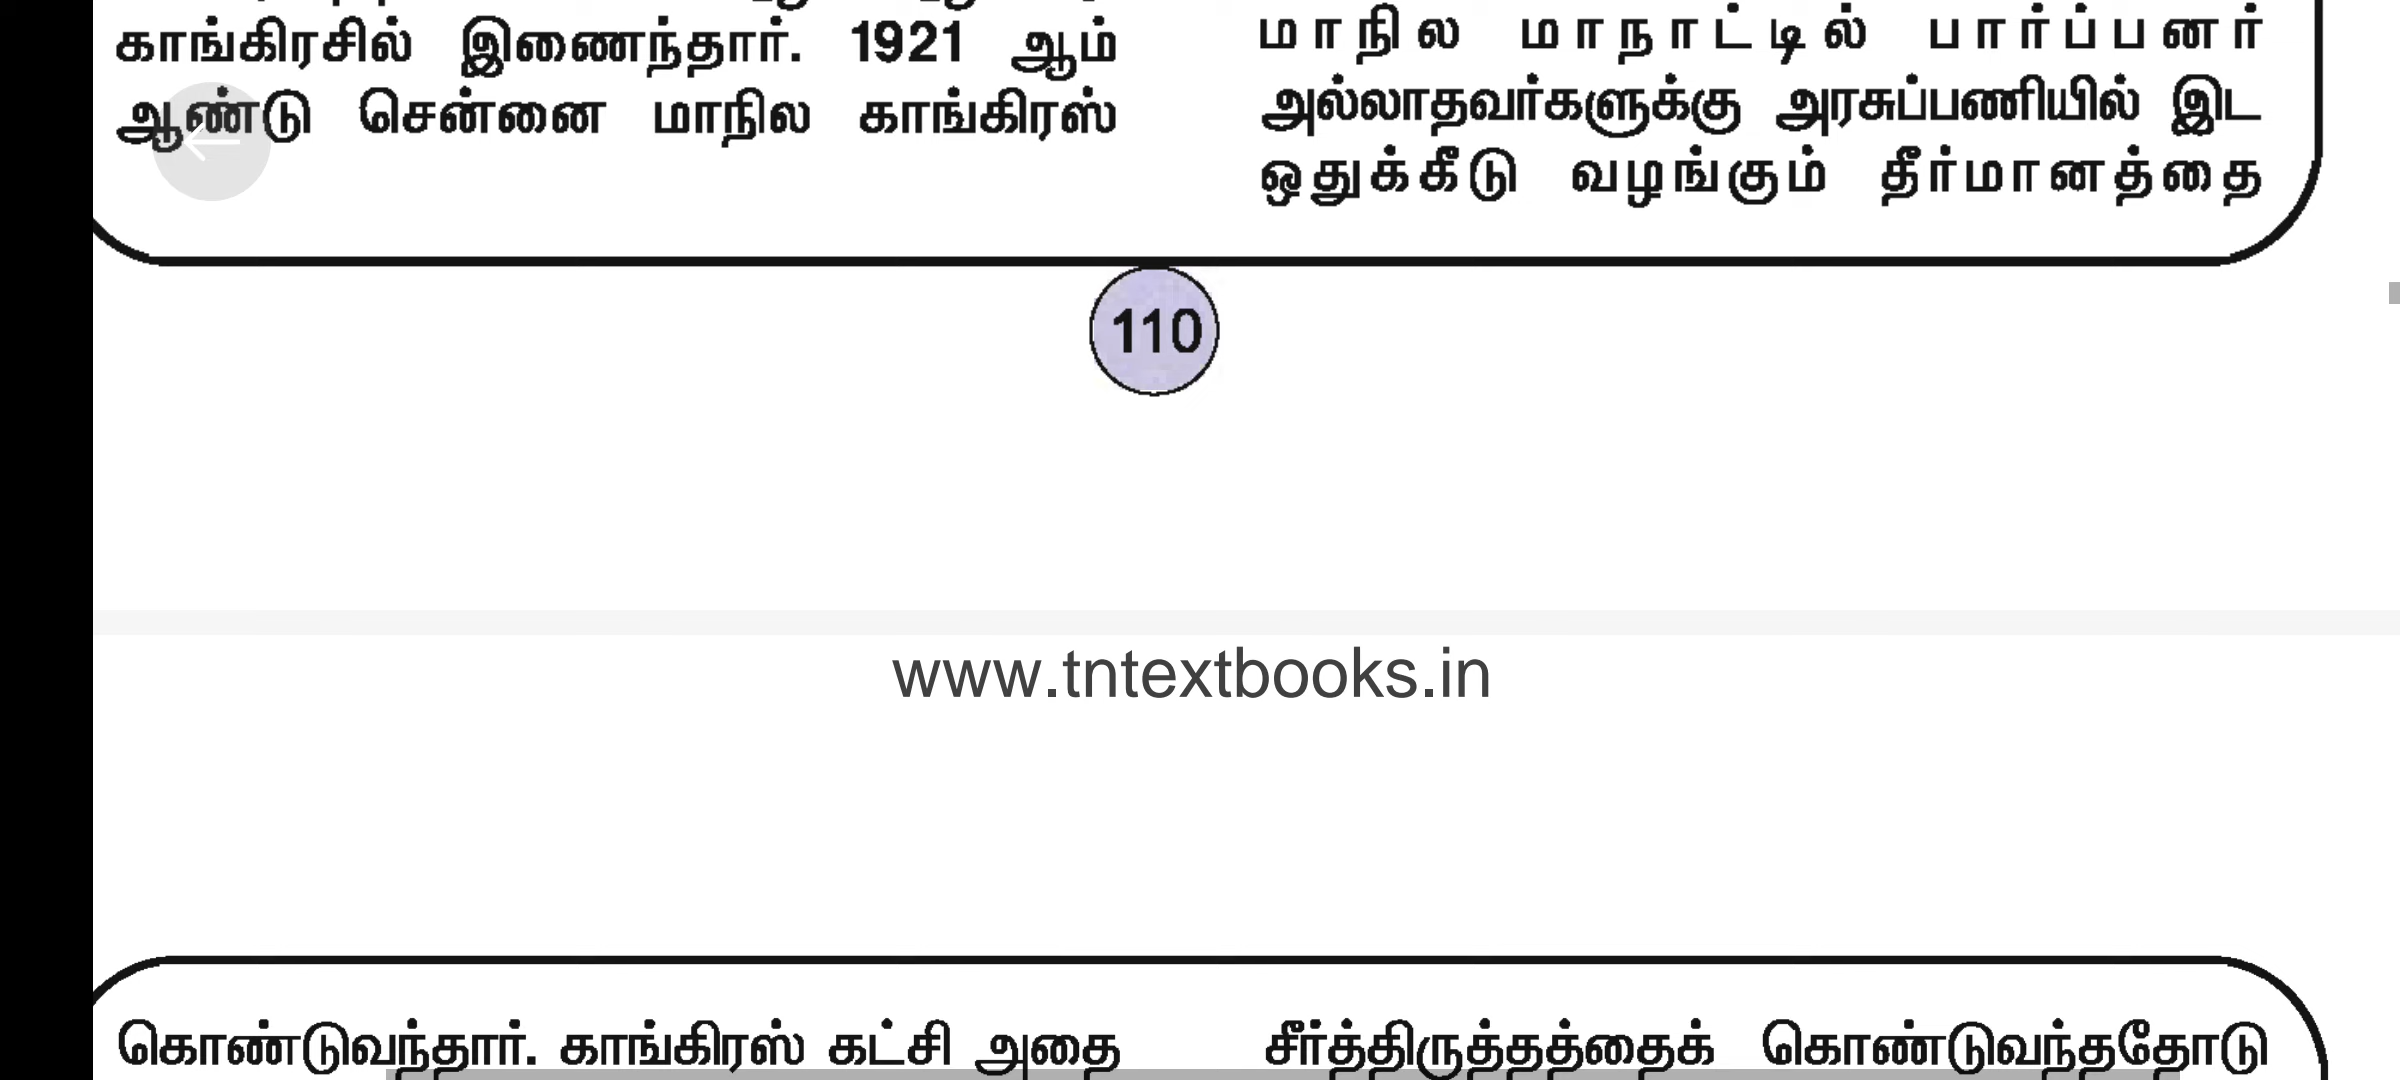 காங்கிரசில் இணைந்தார். 1921 ஆம்
ஆண்டு சென்னை மாநில காங்கிரஸ்
மாநில மாநாட்டில் பார்ப்பனர்
அல்லாதவர்களுக்கு அரசுப்பணியில் இட
ஒதுக்கீடு வழங்கும் தீர்மானத்தை
110
www.tntextbooks.in
கொண்டுவந்தார். காங்கிரஸ் கட்சி அதை
சீர்த்திருத்தத்தைக் கொண்டுவந்ததோடு